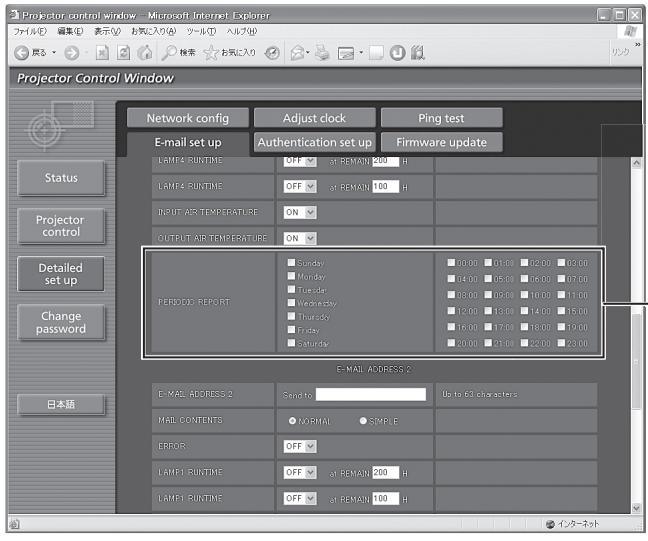 Projector control window - Microsoft Internet Explorer
ファイル(F) 編集(E) 表示(V) お気に入り(A) ツール(T) ヘルプ(H)
戻る 検索 お気に入り リンク »
Projector Control Window
Network config Adjust clock Ping test
E-mail set up Authentication set up Firmware update
Status
Projector control
Detailed set up
Change password
日本語
LAMP4 RUNTIME OFF at REMAIN 200 H
LAMP4 RUNTIME OFF at REMAIN 100 H
INPUT AIR TEMPERATURE ON
OUTPUT AIR TEMPERATURE ON
PERIODIC REPORT
Sunday
Monday
Tuesday
Wednesday
Thursday
Friday
Saturday
00:00 01:00 02:00 03:00
04:00 05:00 06:00 07:00
08:00 09:00 10:00 11:00
12:00 13:00 14:00 15:00
16:00 17:00 18:00 19:00
20:00 21:00 22:00 23:00
E-MAIL ADDRESS 2
E-MAIL ADDRESS 2 Send to Up to 63 characters
MAIL CONTENTS NORMAL SIMPLE
ERROR OFF
LAMP1 RUNTIME OFF at REMAIN 200 H
LAMP1 RUNTIME OFF at REMAIN 100 H
インターネット